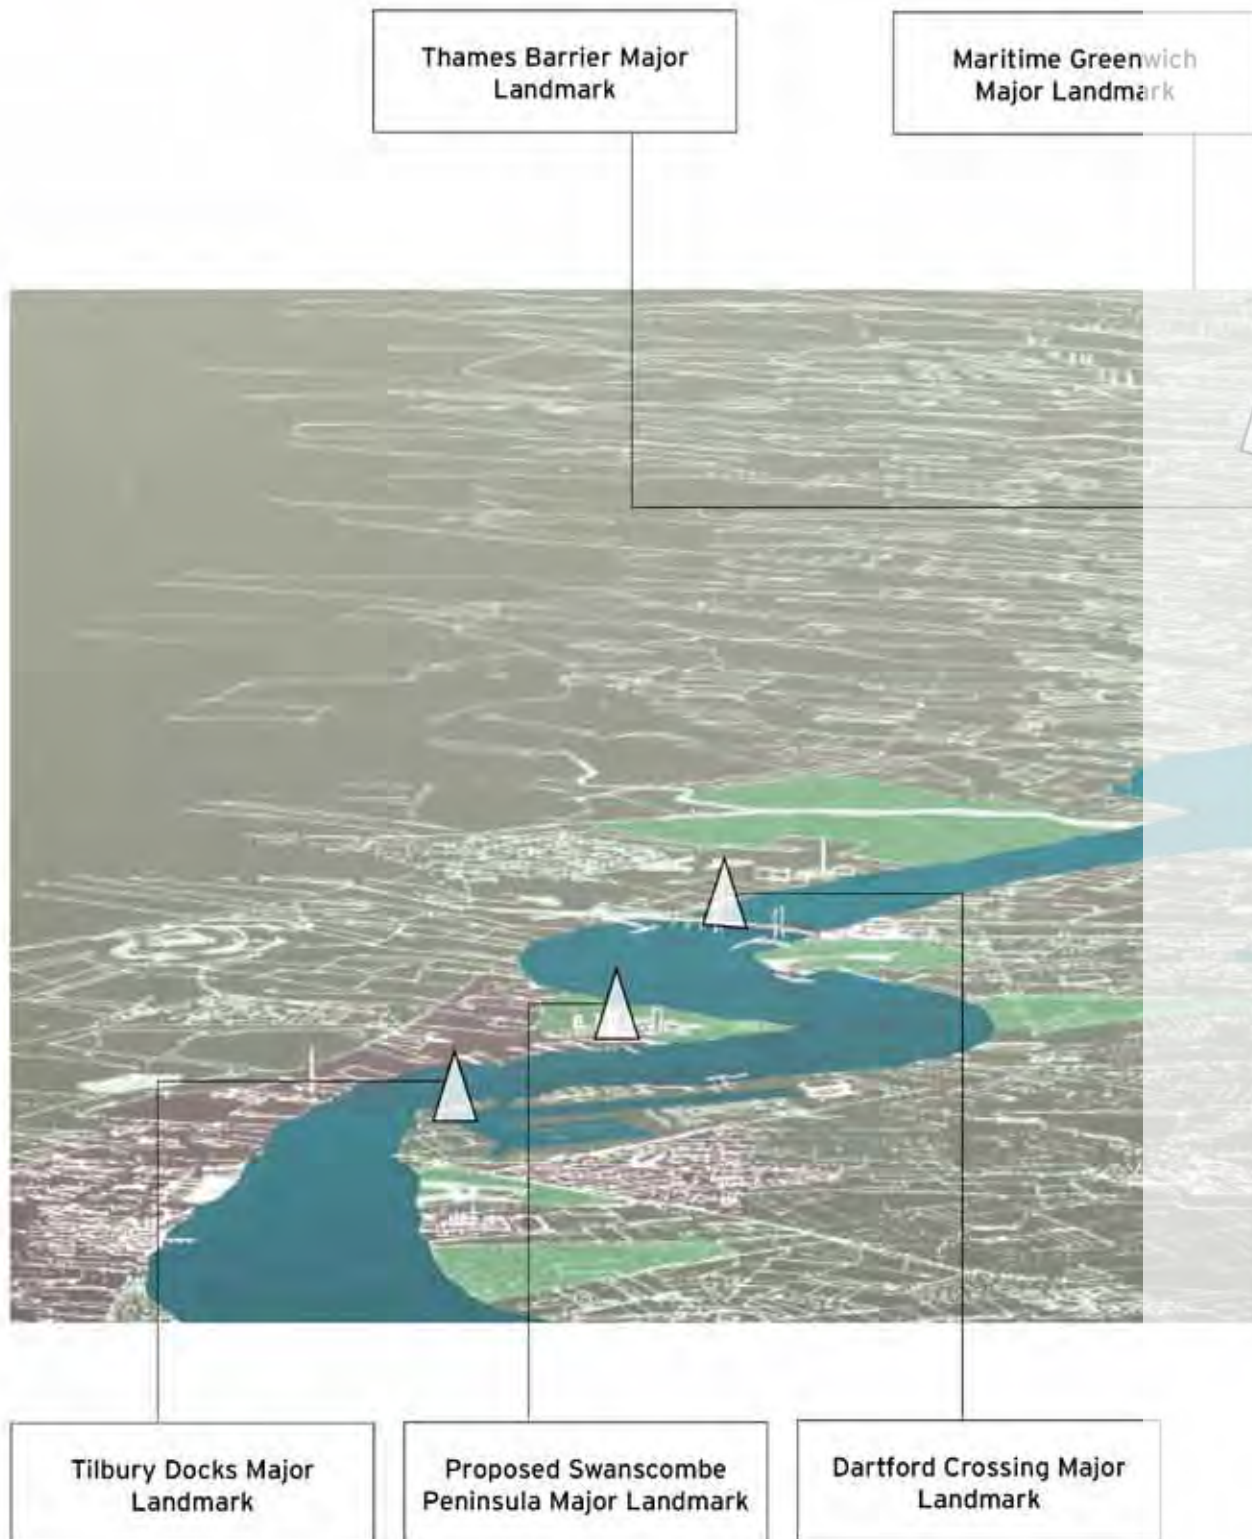 Thames Barrier Major
Landmark
Maritime Greenwich
Major Landmark
Tilbury Docks Major
Landmark
Proposed Swanscombe
Peninsula Major Landmark
Dartford Crossing Major
Landmark